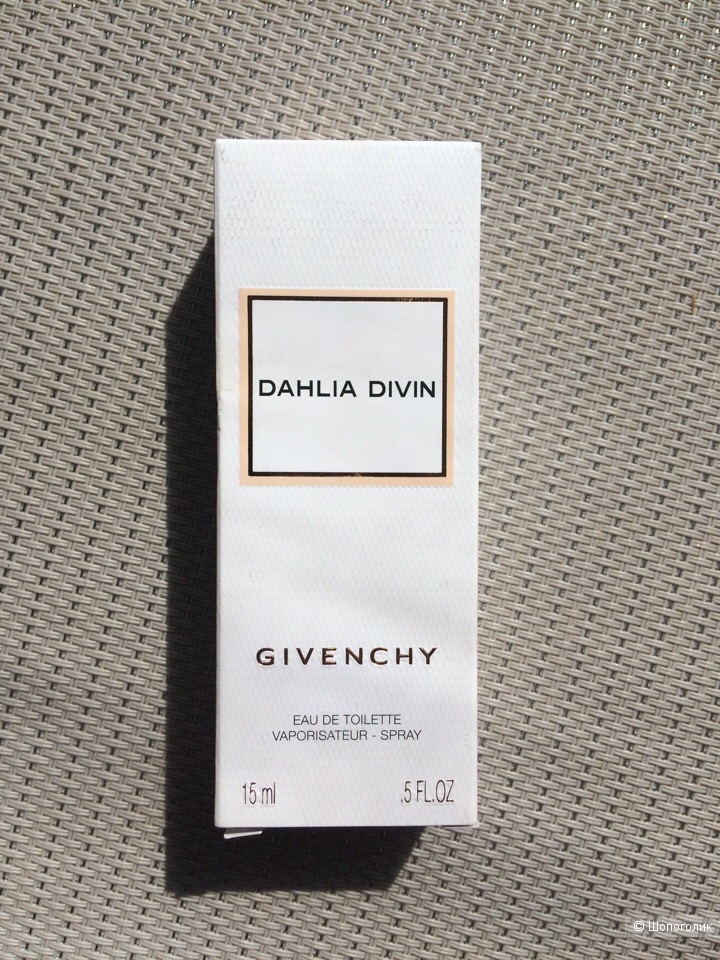 DAHLIA DIVIN
GIVENCHY
EAU DE TOILETTE
VAPORISATEUR - SPRAY
15 ml .5 FL.OZ
© Шопоголик